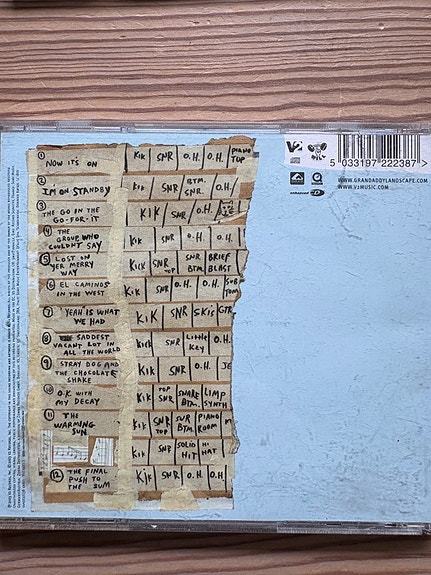 ① NOW IT'S ON KIK SNR O.H. O.H. PIANO TOP
② I'M ON STANDBY KIK SNR BTM. SNR. O.H.
③ THE GO IN THE GO-FOR-IT KIK SNR O.H.
④ THE GROUP WHO COULDN'T SAY KIK SNR O.H. O.H.
⑤ LOST ON YER MERRY WAY KICK SNR TOP SNR BTM. BRIEF BLAST
⑥ EL CAMINOS IN THE WEST KIK SNR O.H. O.H. SUB TOM
⑦ YEAH IS WHAT WE HAD KIK SNR SKI'S GTR
⑧ SADDEST VACANT LOT IN ALL THE WORLD KICK SNR LITTLE KEY O.H.
⑨ STRAY DOG AND THE CHOCOLATE SHAKE KIK SNR O.H. JE
⑩ O.K. WITH MY DECAY KIK TOP SNR SNARE BTM. LIMP SYNTH
⑪ THE WARMING SUN KIK SNR TOP SNR BTM. PIANO ROOM M
KIK SNR SOLID HIT HI HAT
⑫ THE FINAL PUSH TO THE SUM KIK SNR O.H. O.H
V2
5 033197 222387 >
WWW.GRANDADDYLANDSCAPE.COM
WWW.V2MUSIC.COM